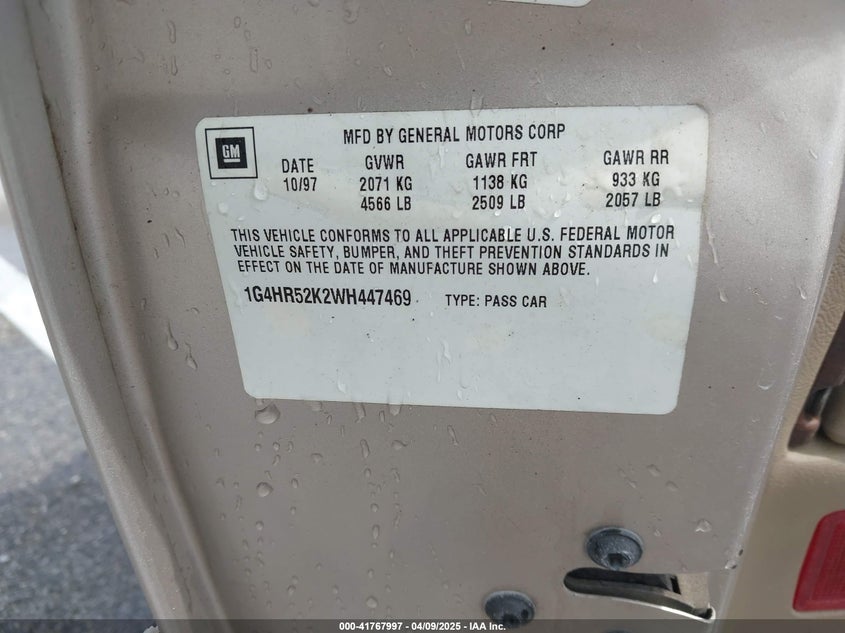 MFD BY GENERAL MOTORS CORP
GM
DATE GVWR GAWR FRT GAWR RR
10/97 2071 KG 1138 KG 933 KG
4566 LB 2509 LB 2057 LB
THIS VEHICLE CONFORMS TO ALL APPLICABLE U.S. FEDERAL MOTOR
VEHICLE SAFETY, BUMPER, AND THEFT PREVENTION STANDARDS IN
EFFECT ON THE DATE OF MANUFACTURE SHOWN ABOVE.
1G4HR52K2WH447469 TYPE: PASS CAR
000-41767997 - 04/09/2025 - IAA Inc.